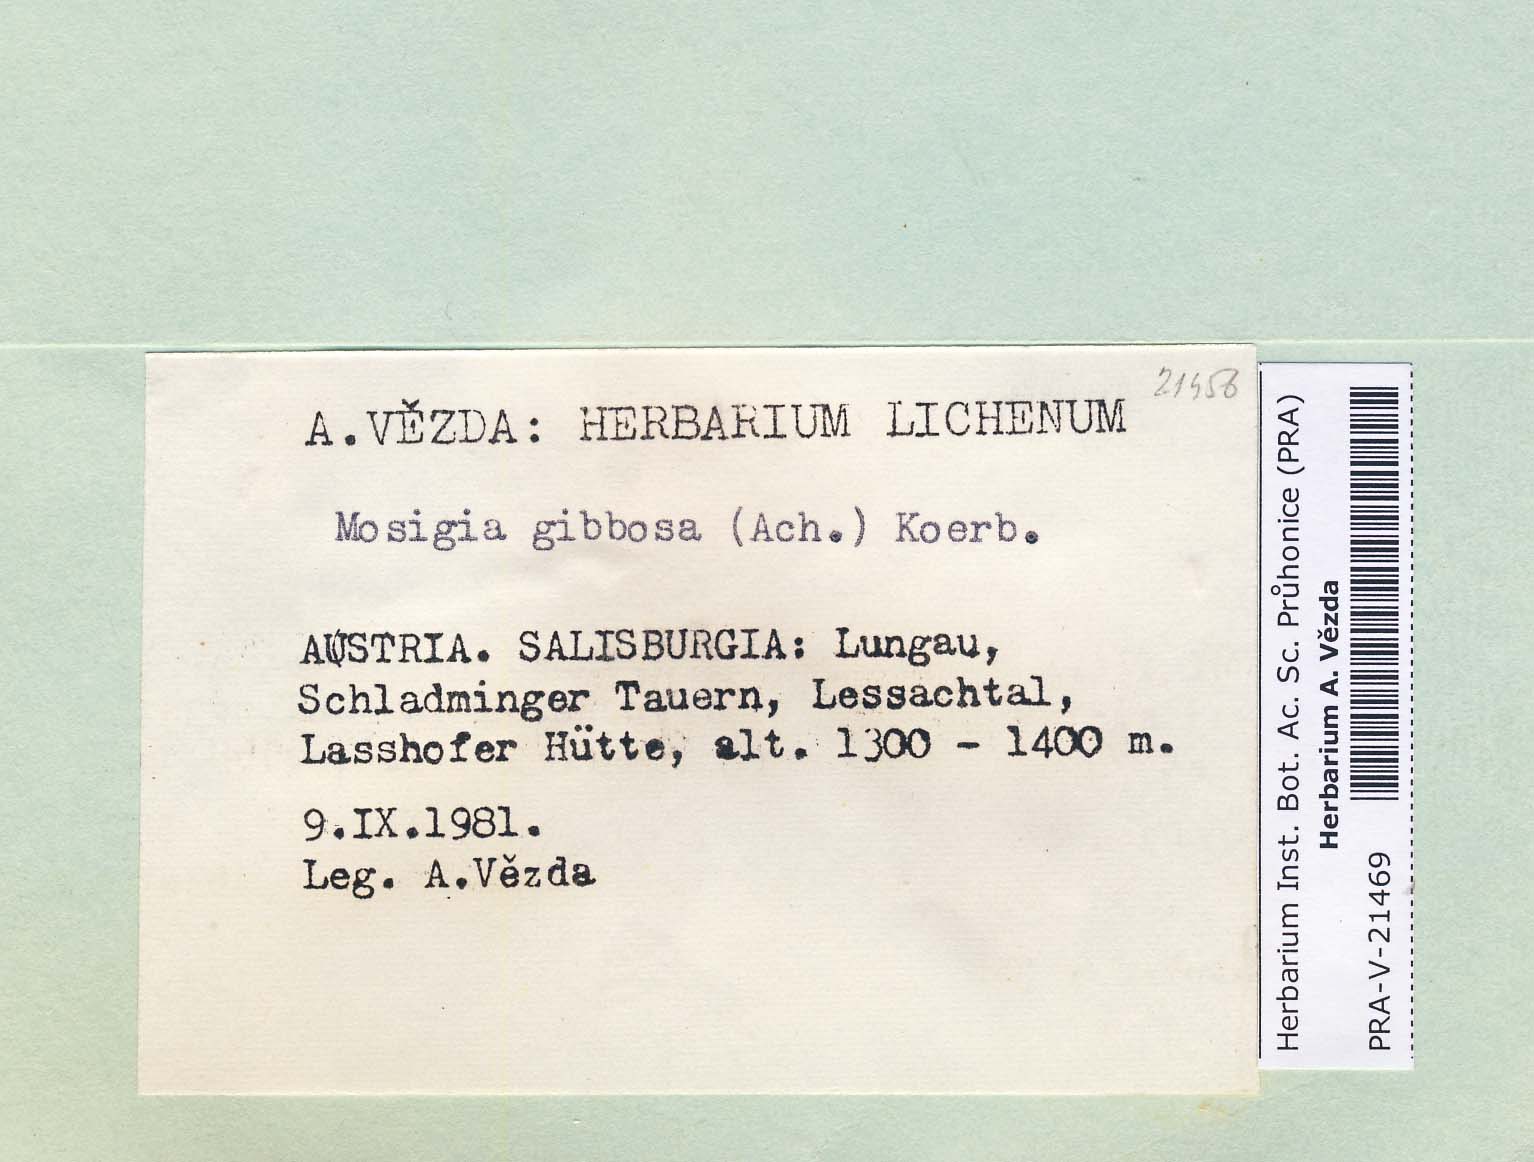 21456
A.VĚZDA: HERBARIUM LICHENUM
Mosigia gibbosa (Ach.) Koerb.
AUSTRIA. SALISBURGIA: Lungau,
Schladminger Tauern, Lessachtal,
Lasshofer Hütte, alt. 1300 - 1400 m.
9.IX.1981.
Leg. A.Vězda
Herbarium Inst. Bot. Ac. Sc. Průhonice (PRA)
Herbarium A. Vězda
PRA-V-21469